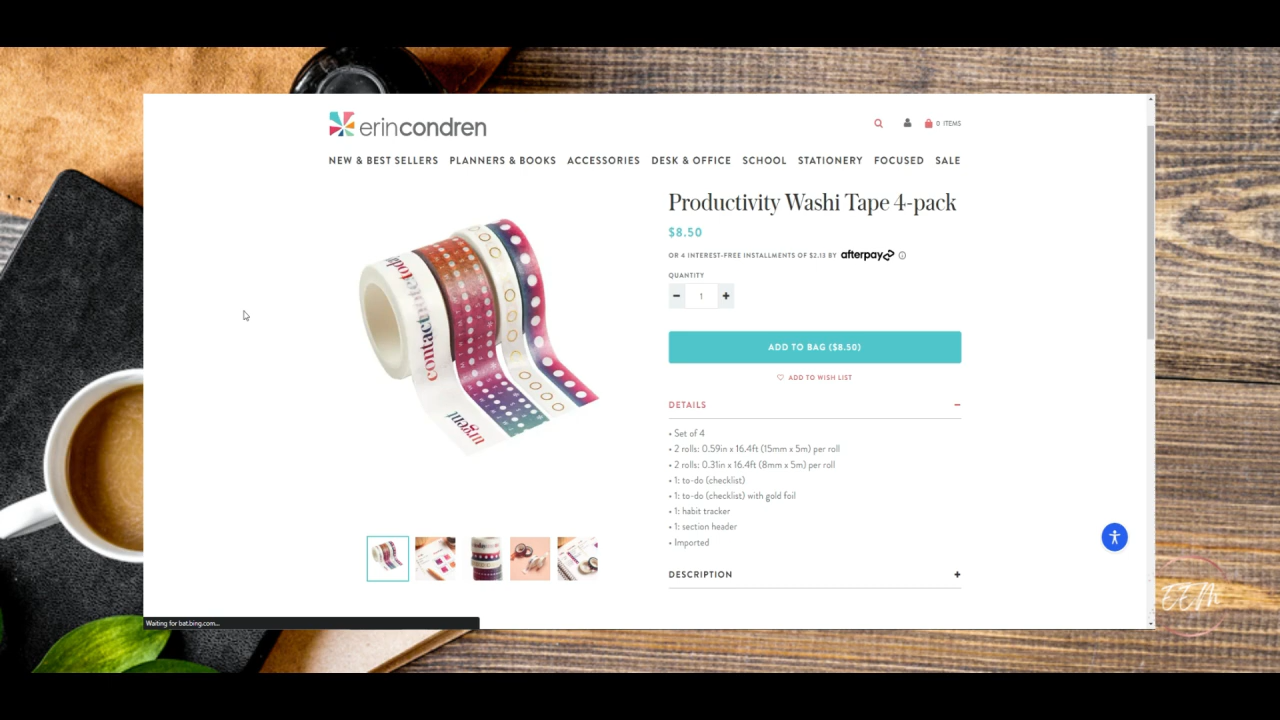 erincondren
0 ITEMS
NEW & BEST SELLERS PLANNERS & BOOKS ACCESSORIES DESK & OFFICE SCHOOL STATIONERY FOCUSED SALE
Productivity Washi Tape 4-pack
$8.50
OR 4 INTEREST-FREE INSTALLMENTS OF $2.13 BY afterpay
QUANTITY
1
ADD TO BAG ($8.50)
ADD TO WISH LIST
DETAILS
• Set of 4
• 2 rolls: 0.59in x 16.4ft (15mm x 5m) per roll
• 2 rolls: 0.31in x 16.4ft (8mm x 5m) per roll
• 1: to-do (checklist)
• 1: to-do (checklist) with gold foil
• 1: habit tracker
• 1: section header
• Imported
DESCRIPTION
contact
urgent
Waiting for bat.bing.com...
EEM